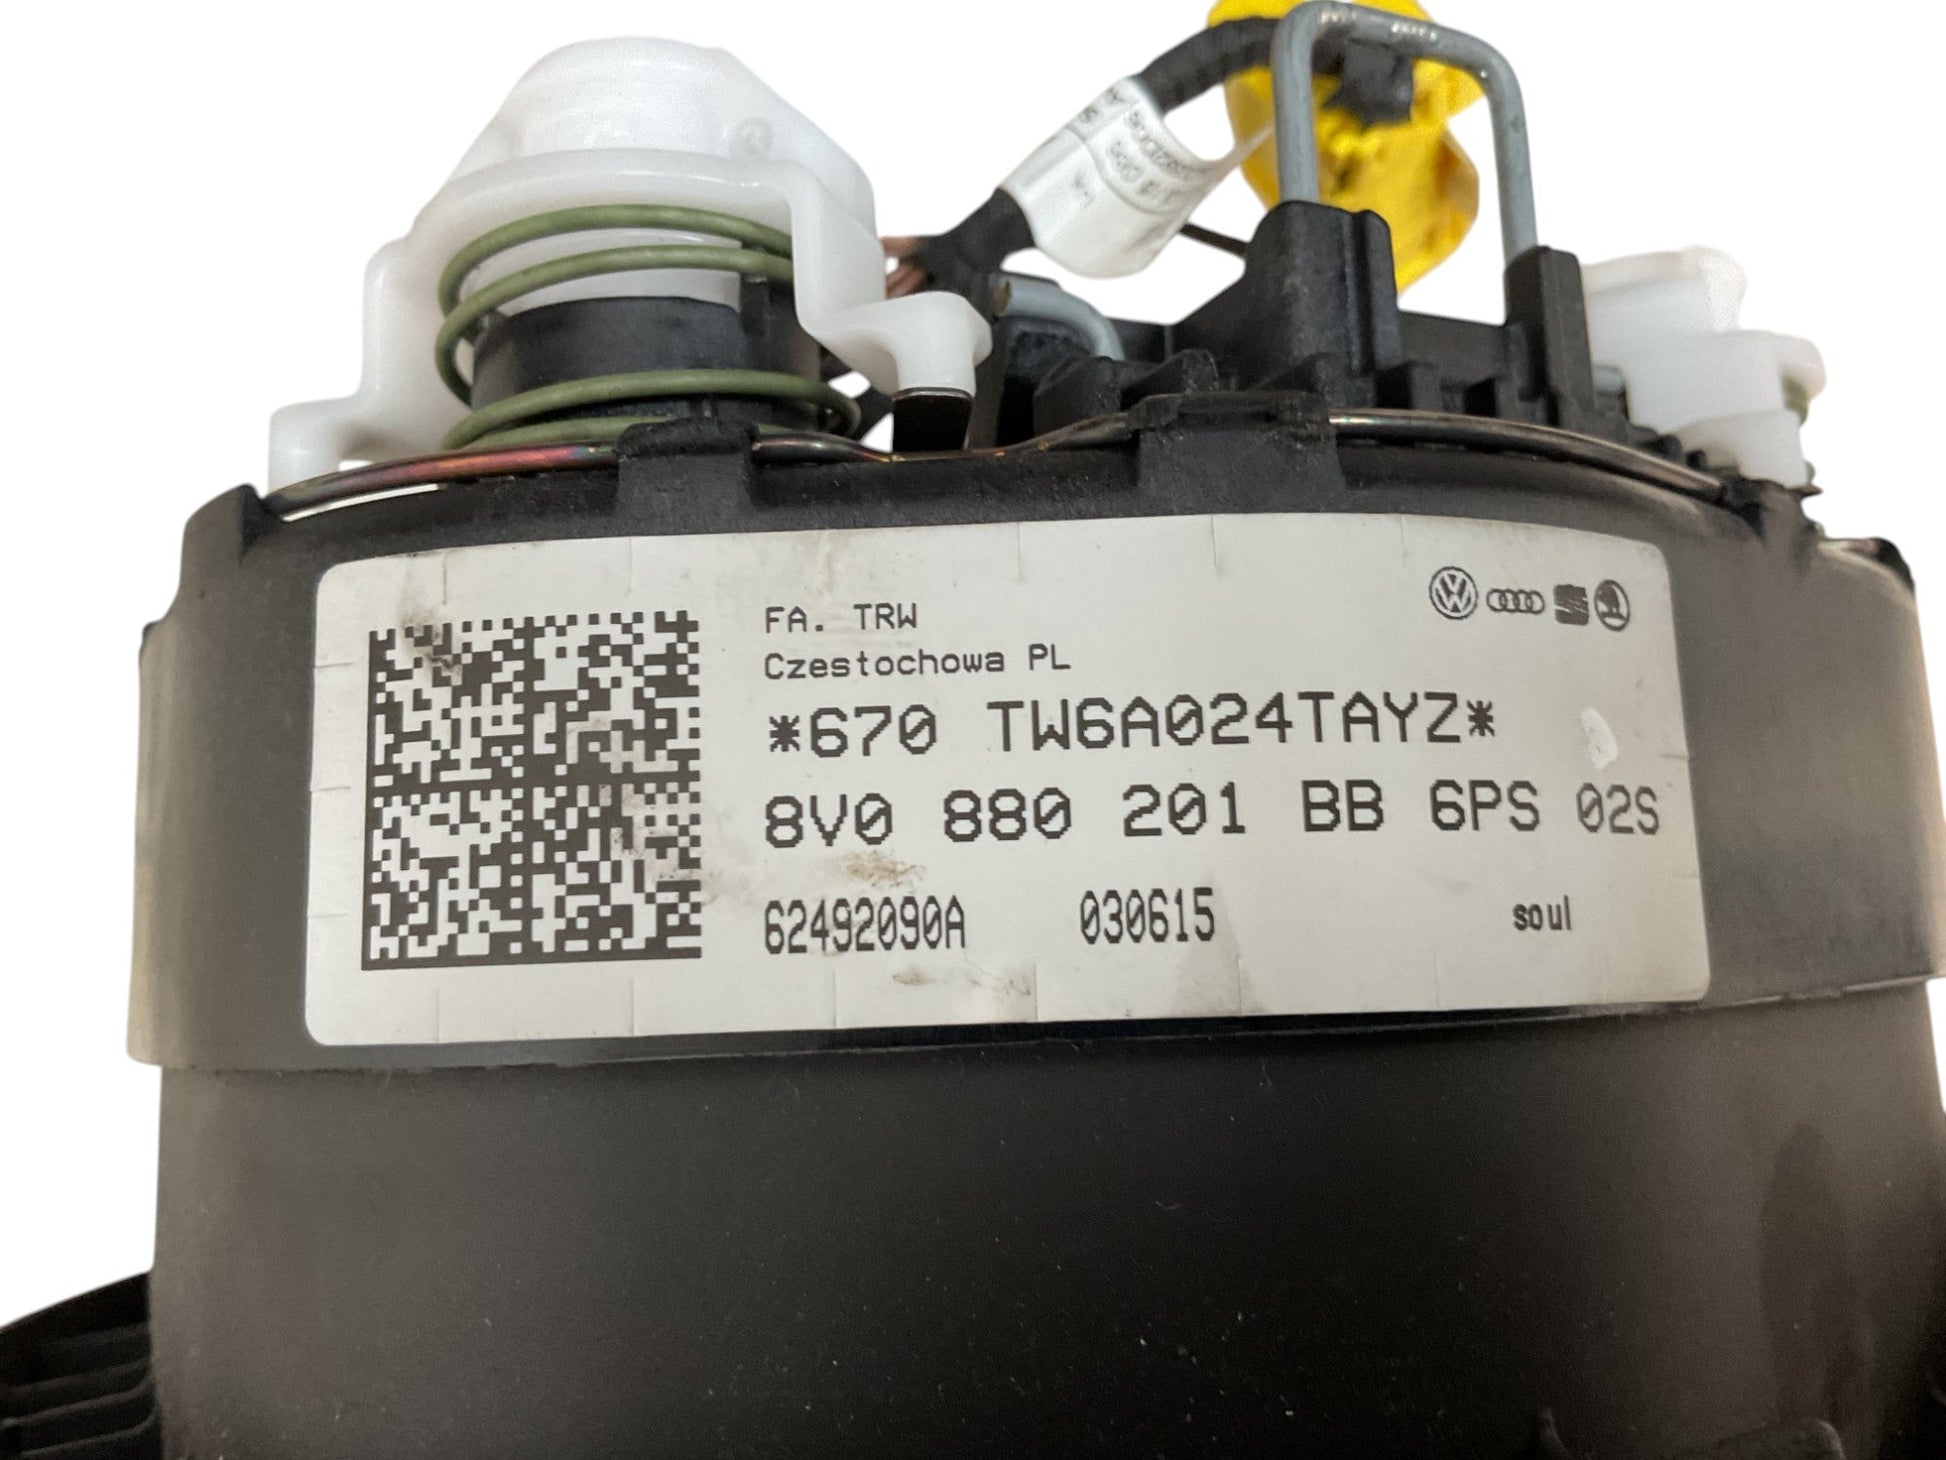 FA. TRW
Czestochowa PL
*670 TW6A024TAYZ*
8V0 880 201 BB 6PS 02S
62492090A 030615 soul